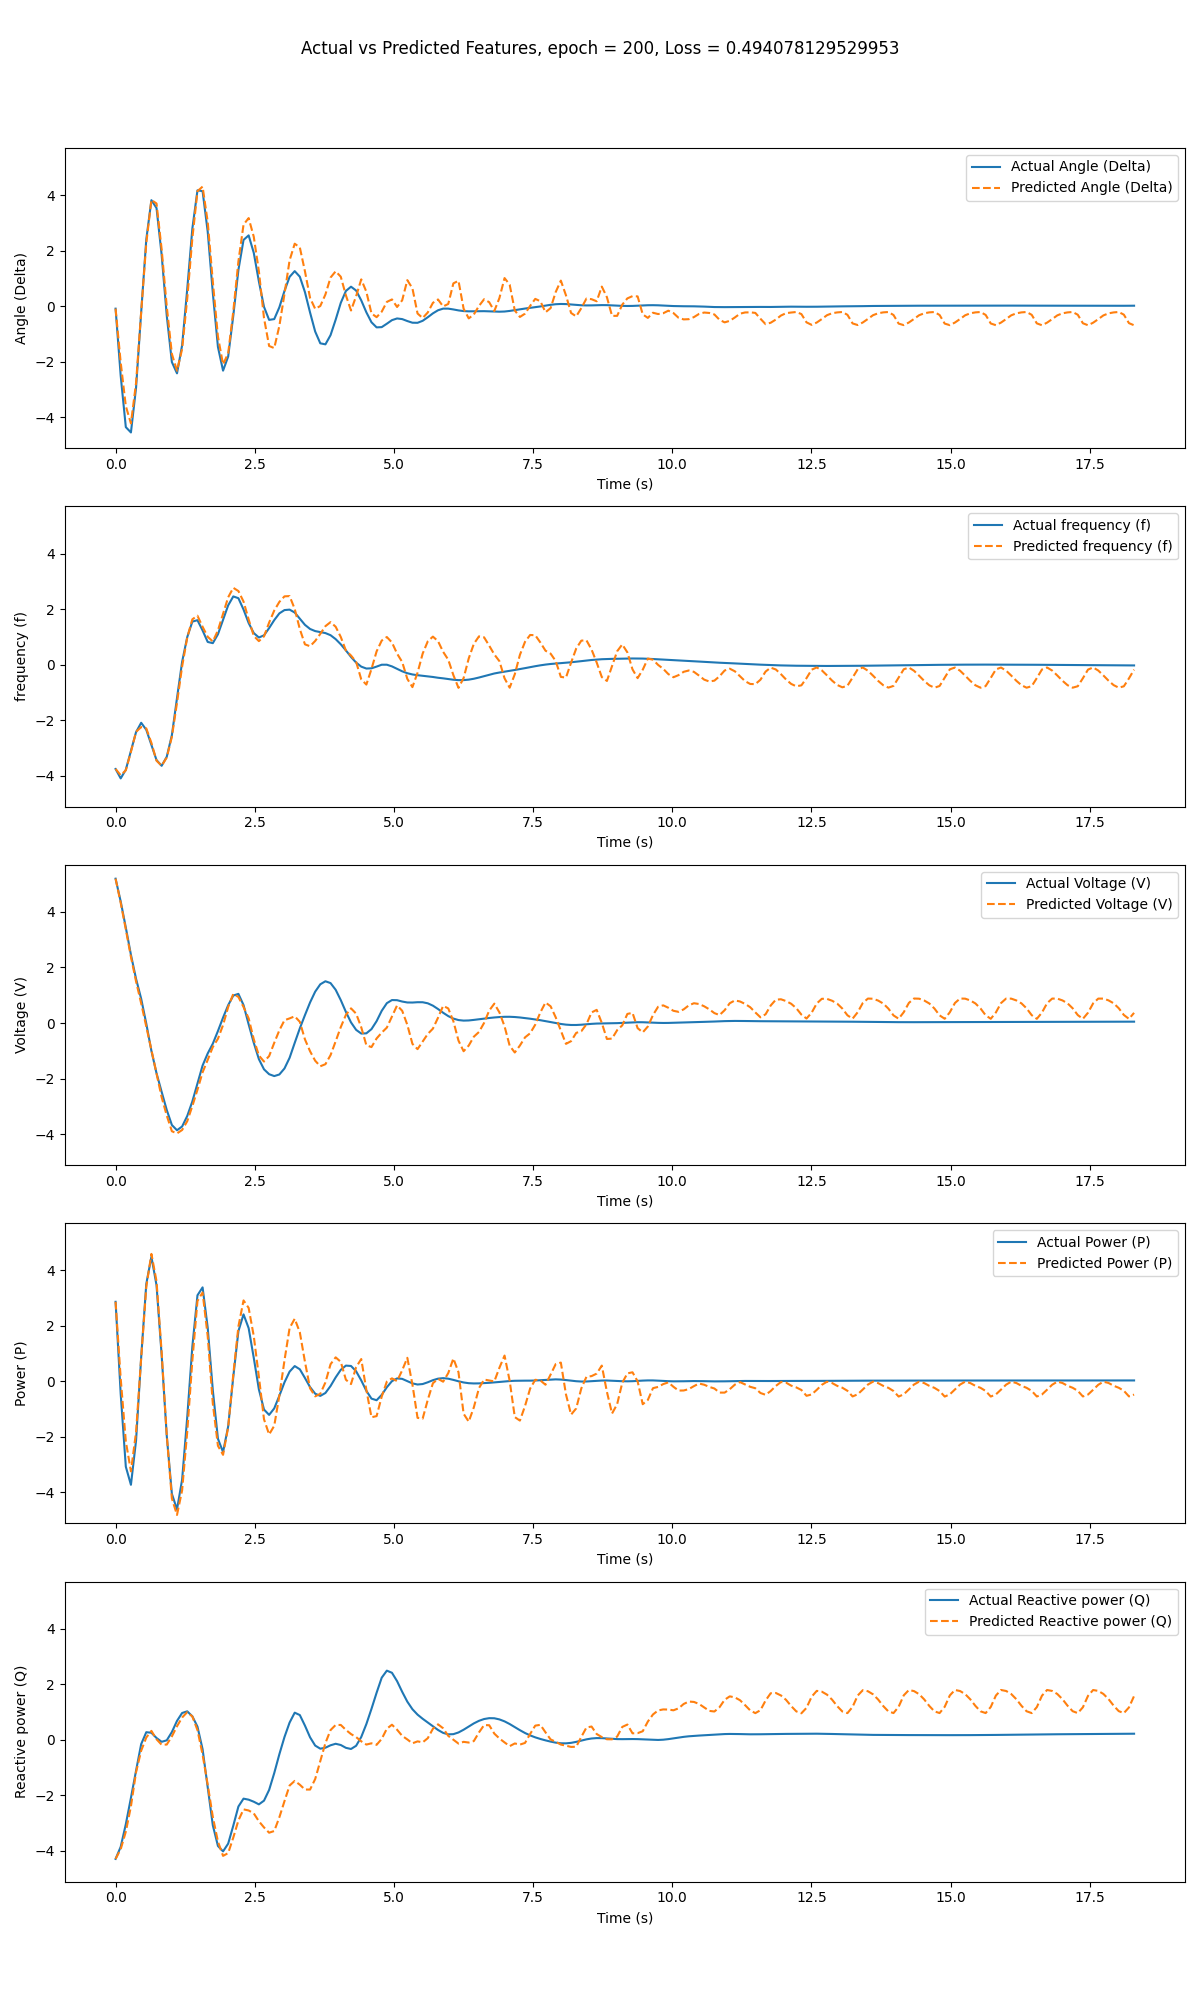 Actual vs Predicted Features, epoch = 200, Loss = 0.494078129529953
Actual Angle (Delta)
Predicted Angle (Delta)
Angle (Delta)
4
2
0
−2
−4
0.0 2.5 5.0 7.5 10.0 12.5 15.0 17.5
Time (s)
Actual frequency (f)
Predicted frequency (f)
frequency (f)
4
2
0
−2
−4
0.0 2.5 5.0 7.5 10.0 12.5 15.0 17.5
Time (s)
Actual Voltage (V)
Predicted Voltage (V)
Voltage (V)
4
2
0
−2
−4
0.0 2.5 5.0 7.5 10.0 12.5 15.0 17.5
Time (s)
Actual Power (P)
Predicted Power (P)
Power (P)
4
2
0
−2
−4
0.0 2.5 5.0 7.5 10.0 12.5 15.0 17.5
Time (s)
Actual Reactive power (Q)
Predicted Reactive power (Q)
Reactive power (Q)
4
2
0
−2
−4
0.0 2.5 5.0 7.5 10.0 12.5 15.0 17.5
Time (s)